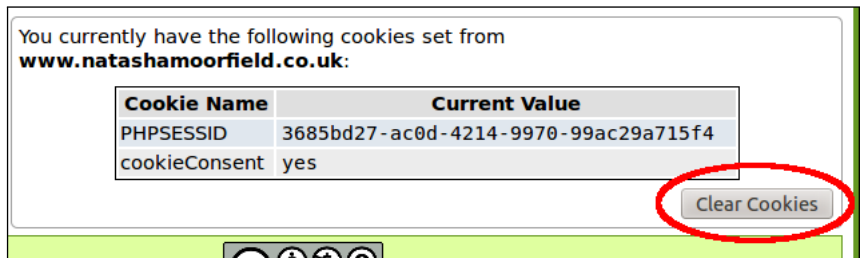 You currently have the following cookies set from
www.natashamoorfield.co.uk:
Cookie Name Current Value
PHPSESSID 3685bd27-ac0d-4214-9970-99ac29a715f4
cookieConsent yes
Clear Cookies